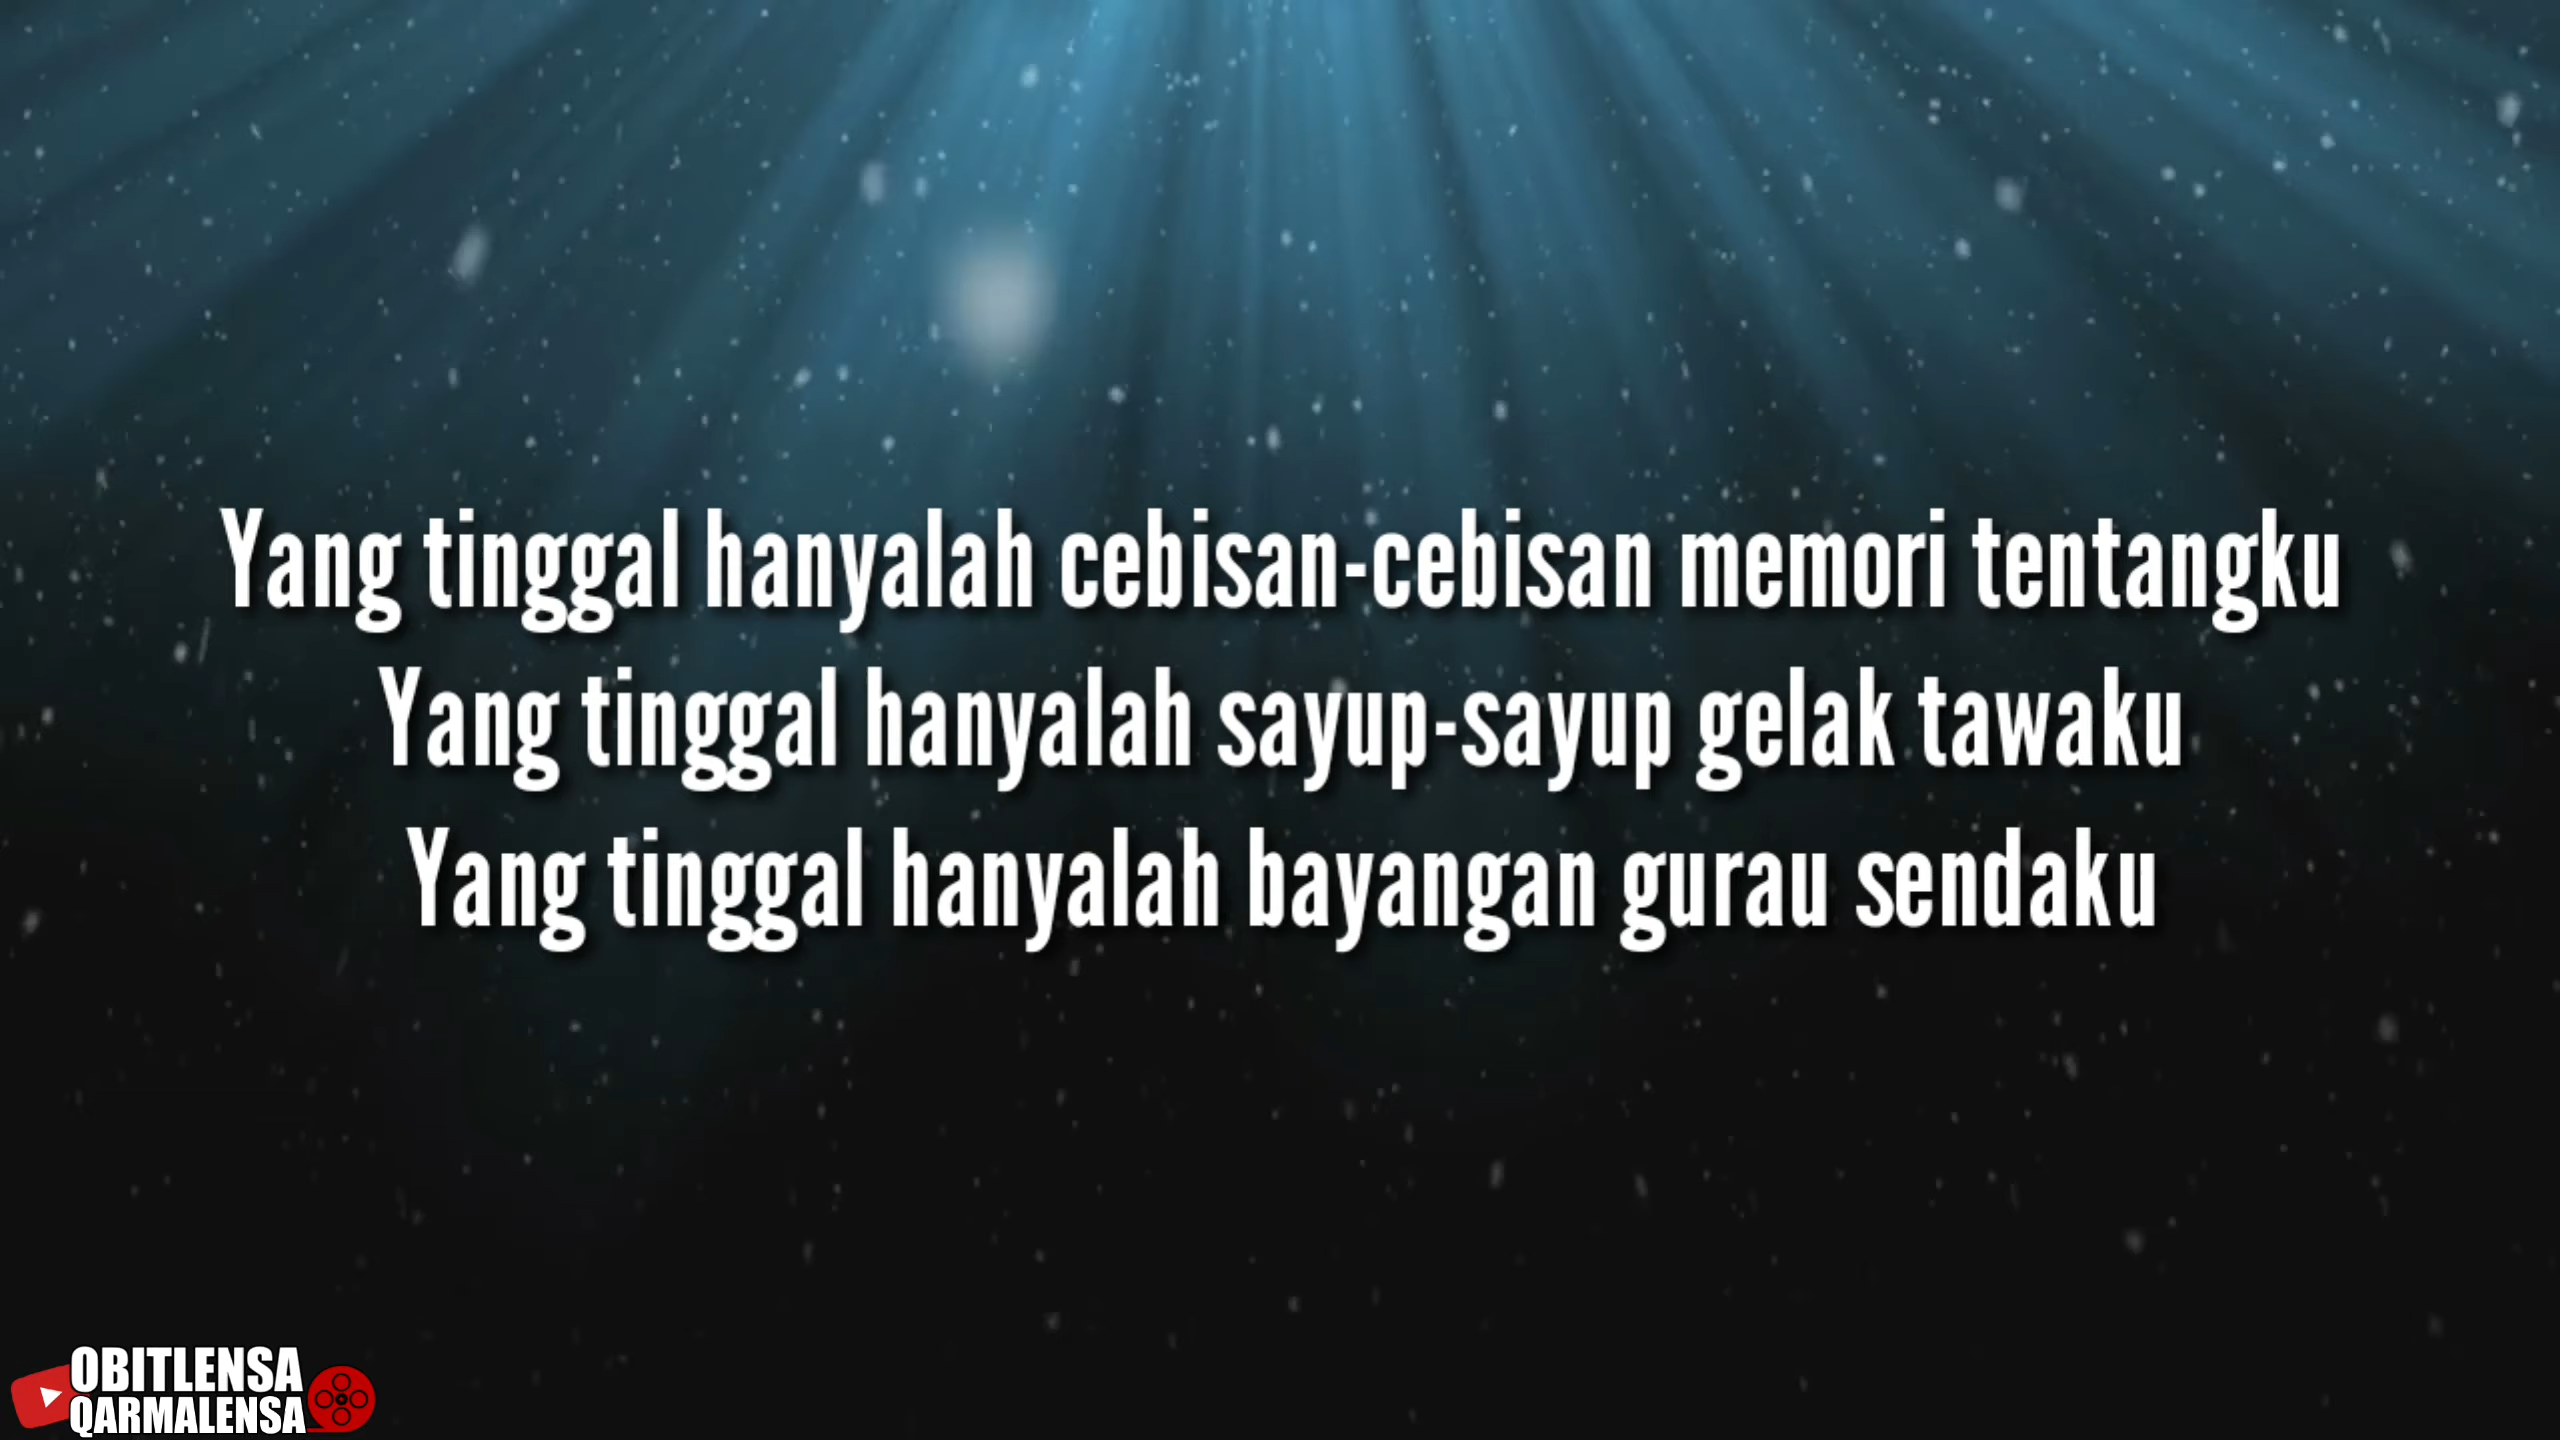 Yang tinggal hanyalah cebisan-cebisan memori tentangku
Yang tinggal hanyalah sayup-sayup gelak tawaku
Yang tinggal hanyalah bayangan gurau sendaku
OBITLENSA
QARMALENSA